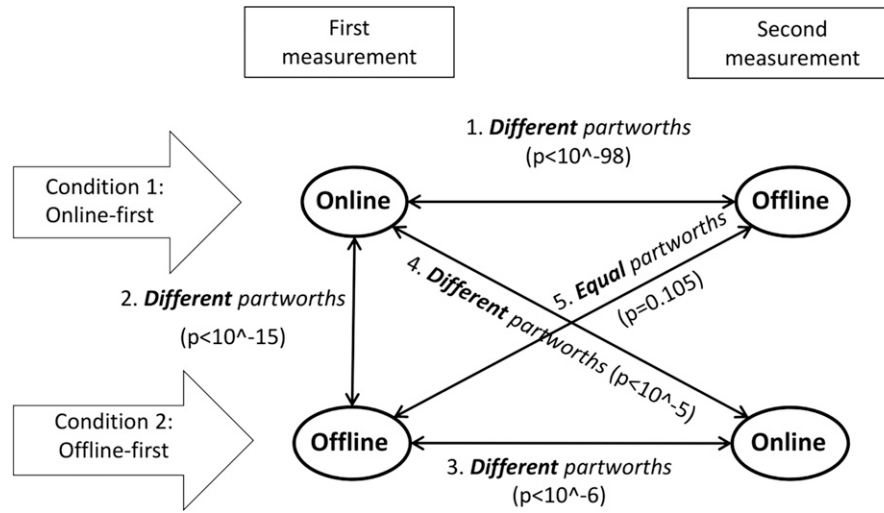 First
measurement
Second
measurement
1. Different partworths
(p<10^-98)
Condition 1:
Online-first
Online
Offline
2. Different partworths
(p<10^-15)
4. Different partworths (p<10^-5)
5. Equal partworths
(p=0.105)
Condition 2:
Offline-first
Offline
Online
3. Different partworths
(p<10^-6)